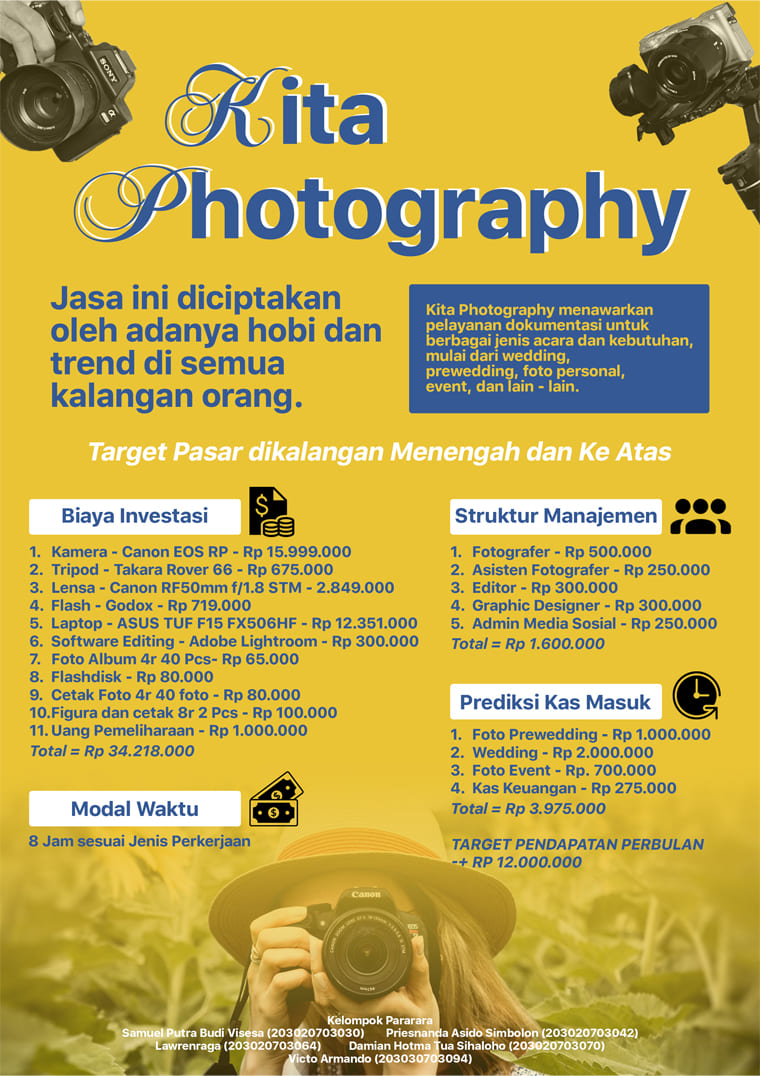 Kita
Photography
Jasa ini diciptakan
oleh adanya hobi dan
trend di semua
kalangan orang.
Kita Photography menawarkan
pelayanan dokumentasi untuk
berbagai jenis acara dan kebutuhan,
mulai dari wedding,
prewedding, foto personal,
event, dan lain - lain.
Target Pasar dikalangan Menengah dan Ke Atas
Biaya Investasi
1. Kamera - Canon EOS RP - Rp 15.999.000
2. Tripod - Takara Rover 66 - Rp 675.000
3. Lensa - Canon RF50mm f/1.8 STM - 2.849.000
4. Flash - Godox - Rp 719.000
5. Laptop - ASUS TUF F15 FX506HF - Rp 12.351.000
6. Software Editing - Adobe Lightroom - Rp 300.000
7. Foto Album 4r 40 Pcs- Rp 65.000
8. Flashdisk - Rp 80.000
9. Cetak Foto 4r 40 foto - Rp 80.000
10.Figura dan cetak 8r 2 Pcs - Rp 100.000
11. Uang Pemeliharaan - Rp 1.000.000
Total = Rp 34.218.000
Modal Waktu
8 Jam sesuai Jenis Perkerjaan
Struktur Manajemen
1. Fotografer - Rp 500.000
2. Asisten Fotografer - Rp 250.000
3. Editor - Rp 300.000
4. Graphic Designer - Rp 300.000
5. Admin Media Sosial - Rp 250.000
Total = Rp 1.600.000
Prediksi Kas Masuk
1. Foto Prewedding - Rp 1.000.000
2. Wedding - Rp 2.000.000
3. Foto Event - Rp. 700.000
4. Kas Keuangan - Rp 275.000
Total = Rp 3.975.000
TARGET PENDAPATAN PERBULAN
-+ RP 12.000.000
SONY
Canon
Kelompok Pararara
Samuel Putra Budi Visesa (203020703030) Priesnanda Asido Simbolon (203020703042)
Lawrenraga (203020703064) Damian Hotma Tua Sihaloho (203020703070)
Victo Armando (203030703094)